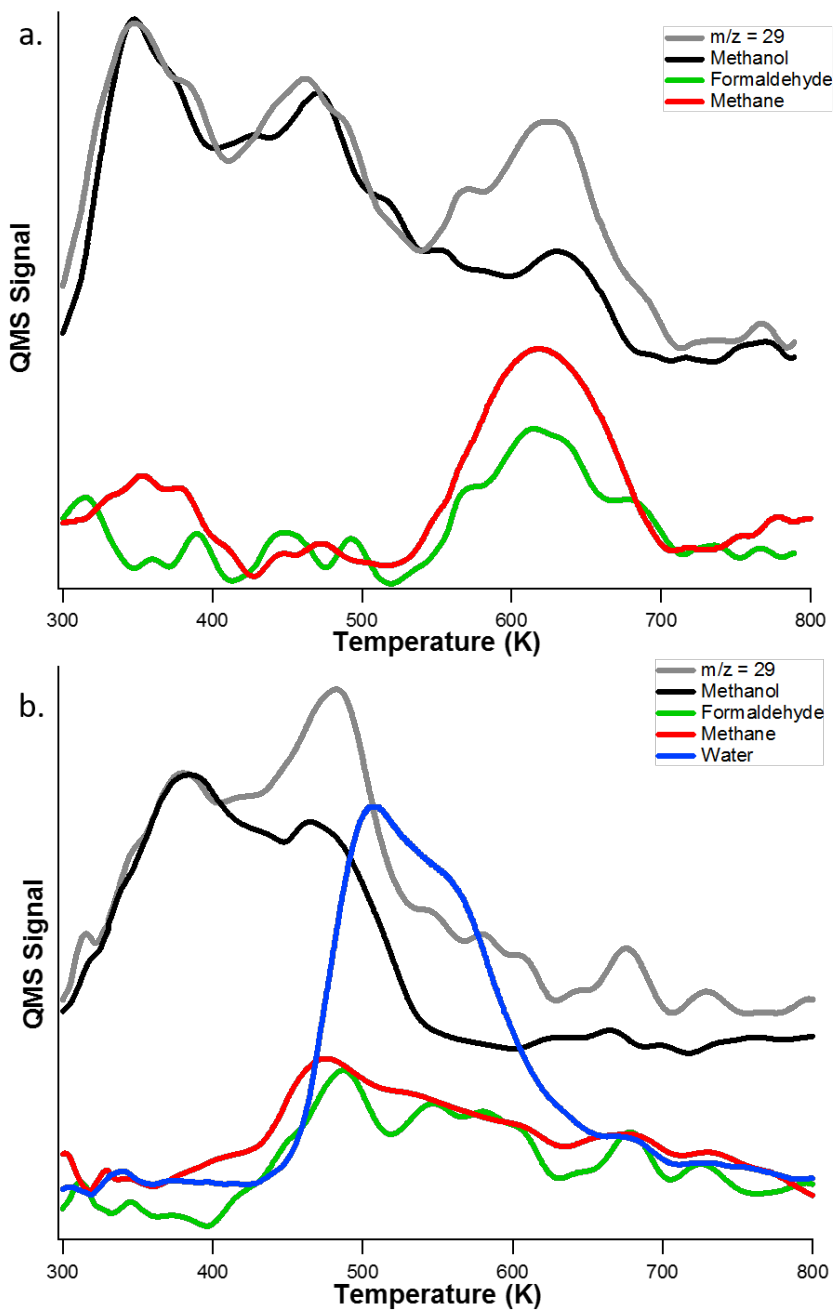 a.
m/z = 29
Methanol
Formaldehyde
Methane
QMS Signal
300 400 500 600 700 800
Temperature (K)
b.
m/z = 29
Methanol
Formaldehyde
Methane
Water
QMS Signal
300 400 500 600 700 800
Temperature (K)